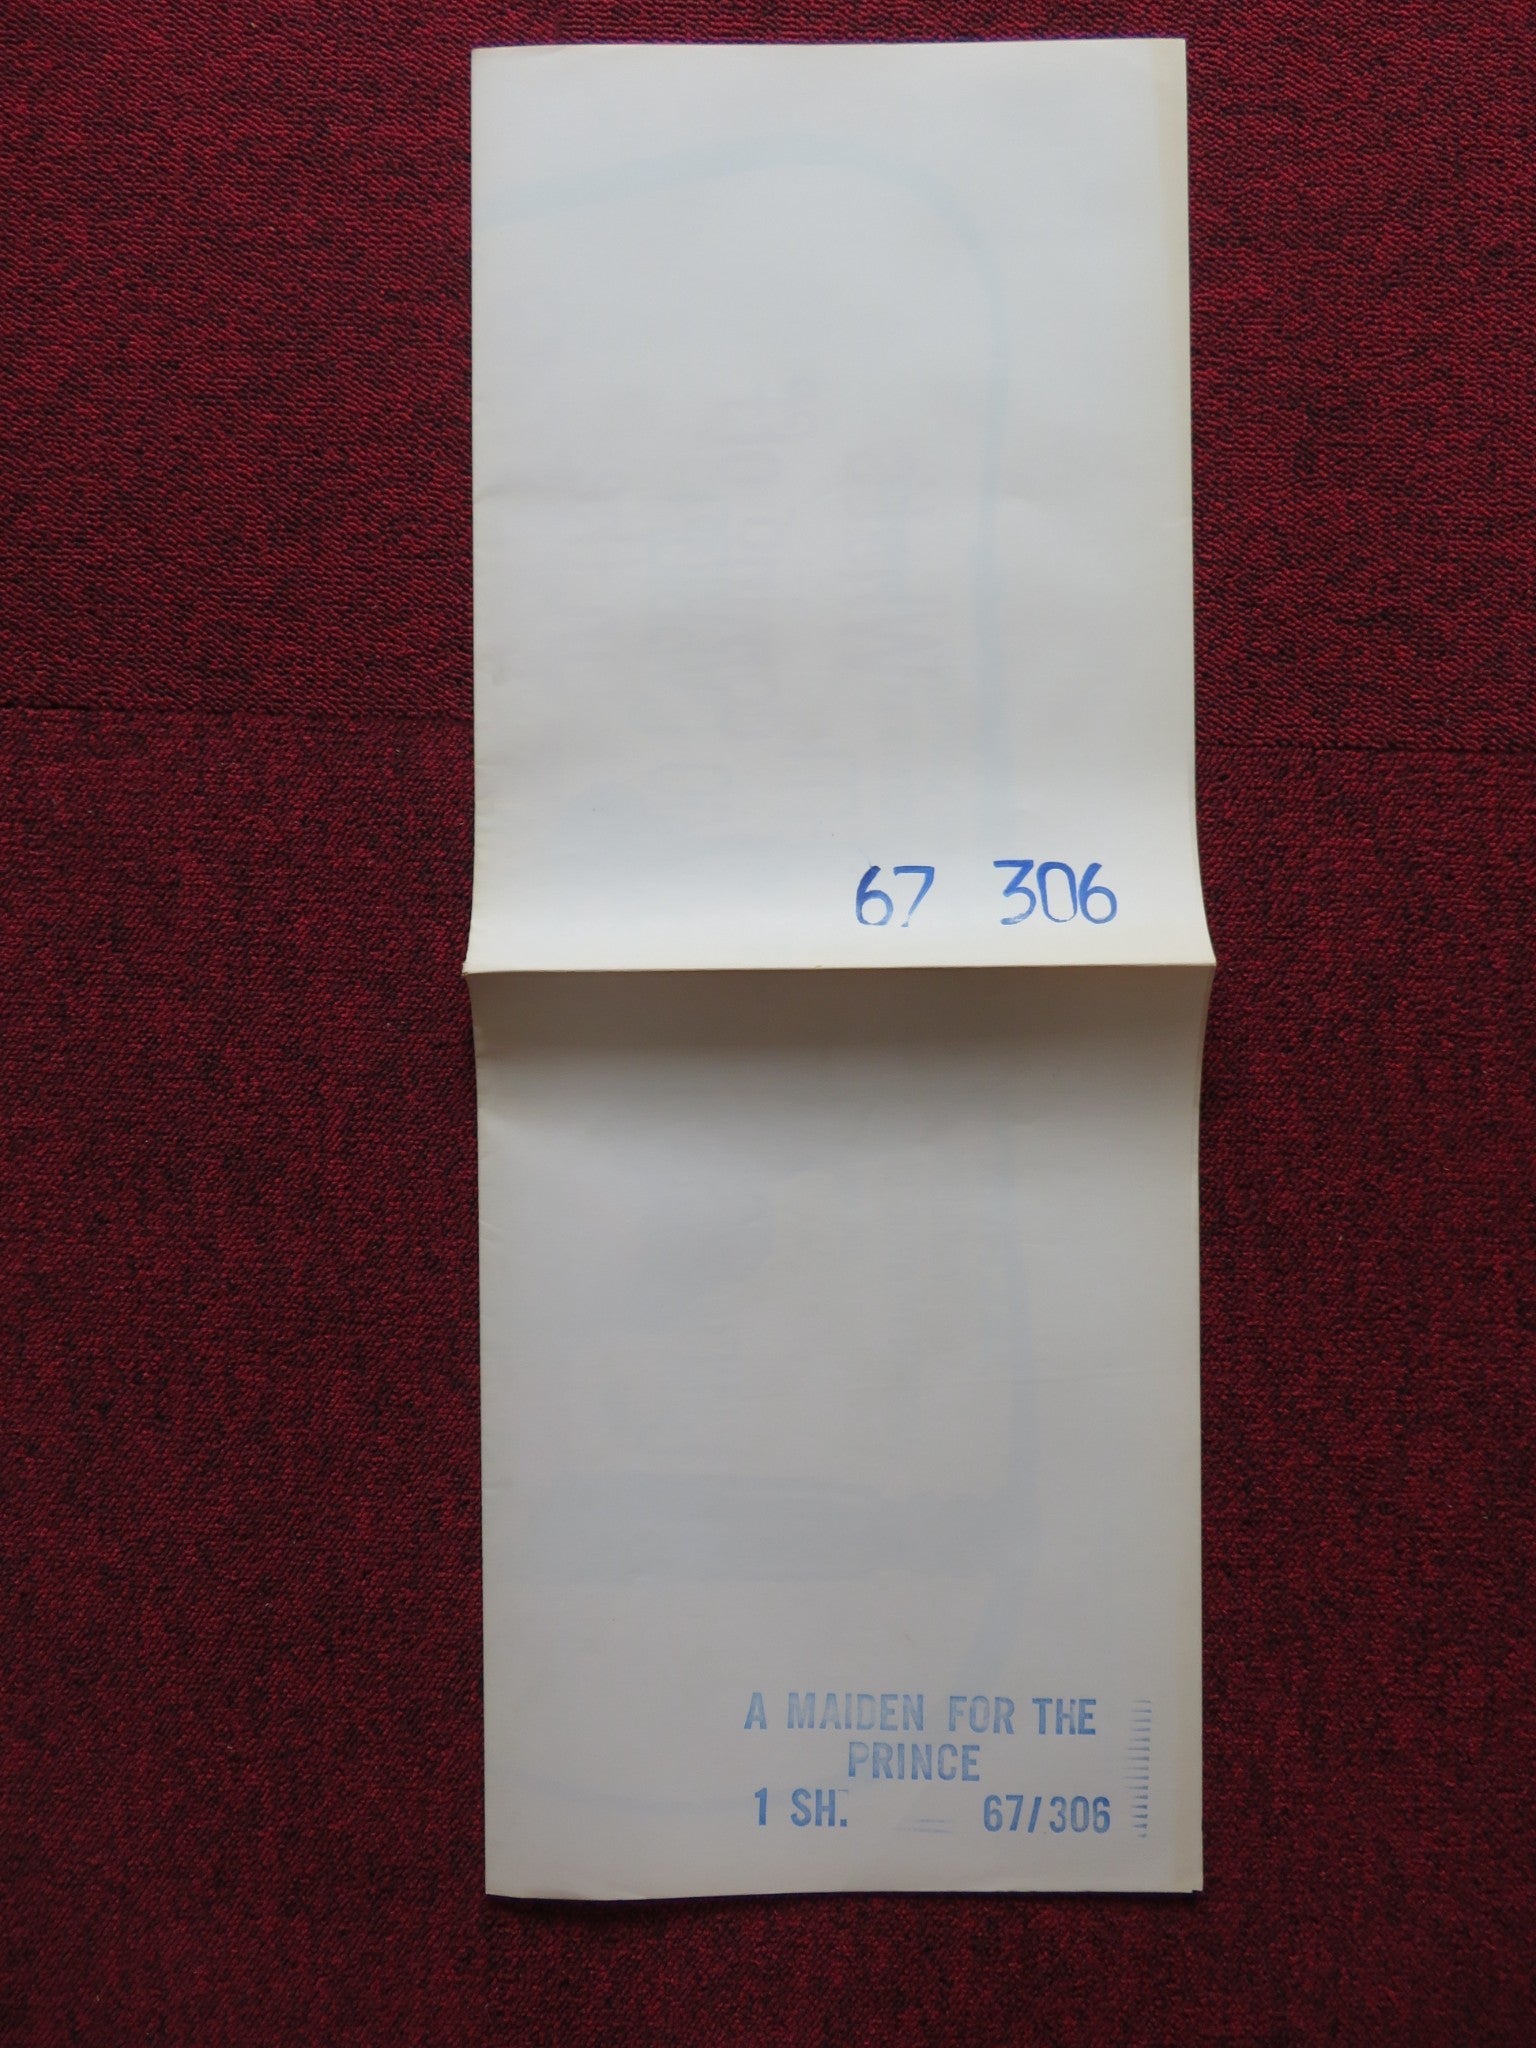 67 306
A MAIDEN FOR THE
PRINCE
1 SH. 67/306